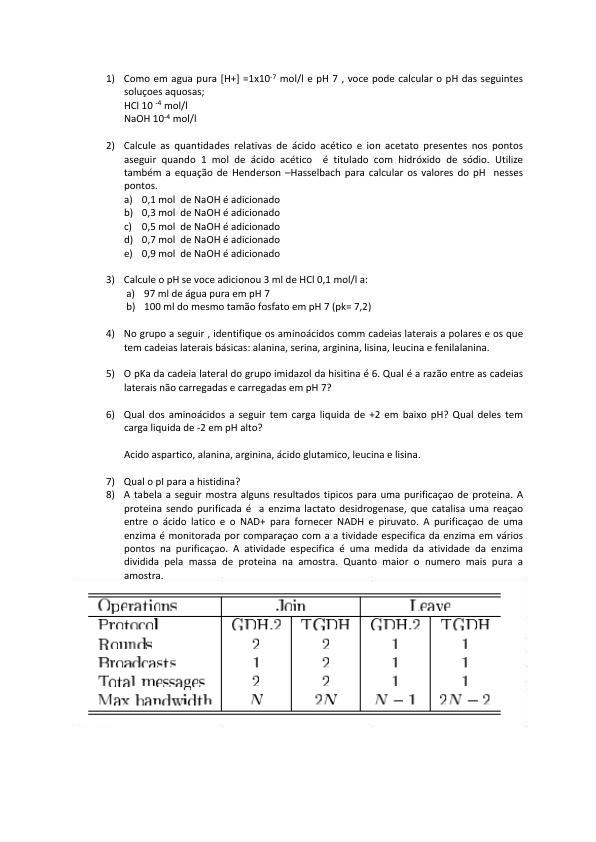 1) Como em agua pura [H+] =1x10-7 mol/l e pH 7 , voce pode calcular o pH das seguintes
soluçoes aquosas;
HCl 10 -4 mol/l
NaOH 10-4 mol/l
2) Calcule as quantidades relativas de ácido acético e ion acetato presentes nos pontos
aseguir quando 1 mol de ácido acético é titulado com hidróxido de sódio. Utilize
também a equação de Henderson –Hasselbach para calcular os valores do pH nesses
pontos.
a) 0,1 mol de NaOH é adicionado
b) 0,3 mol de NaOH é adicionado
c) 0,5 mol de NaOH é adicionado
d) 0,7 mol de NaOH é adicionado
e) 0,9 mol de NaOH é adicionado
3) Calcule o pH se voce adicionou 3 ml de HCl 0,1 mol/l a:
a) 97 ml de água pura em pH 7
b) 100 ml do mesmo tamão fosfato em pH 7 (pk= 7,2)
4) No grupo a seguir , identifique os aminoácidos comm cadeias laterais a polares e os que
tem cadeias laterais básicas: alanina, serina, arginina, lisina, leucina e fenilalanina.
5) O pKa da cadeia lateral do grupo imidazol da hisitina é 6. Qual é a razão entre as cadeias
laterais não carregadas e carregadas em pH 7?
6) Qual dos aminoácidos a seguir tem carga liquida de +2 em baixo pH? Qual deles tem
carga liquida de -2 em pH alto?
Acido aspartico, alanina, arginina, ácido glutamico, leucina e lisina.
7) Qual o pI para a histidina?
8) A tabela a seguir mostra alguns resultados tipicos para uma purificaçao de proteina. A
proteina sendo purificada é a enzima lactato desidrogenase, que catalisa uma reaçao
entre o ácido latico e o NAD+ para fornecer NADH e piruvato. A purificaçao de uma
enzima é monitorada por comparaçao com a a tividade especifica da enzima em vários
pontos na purificaçao. A atividade especifica é uma medida da atividade da enzima
dividida pela massa de proteina na amostra. Quanto maior o numero mais pura a
amostra.
Operations Join Leave
Protocol GDH.2 TGDH GDH.2 TGDH
Rounds 2 2 1 1
Broadcasts 1 2 1 1
Total messages 2 2 1 1
Max bandwidth N 2N N − 1 2N − 2